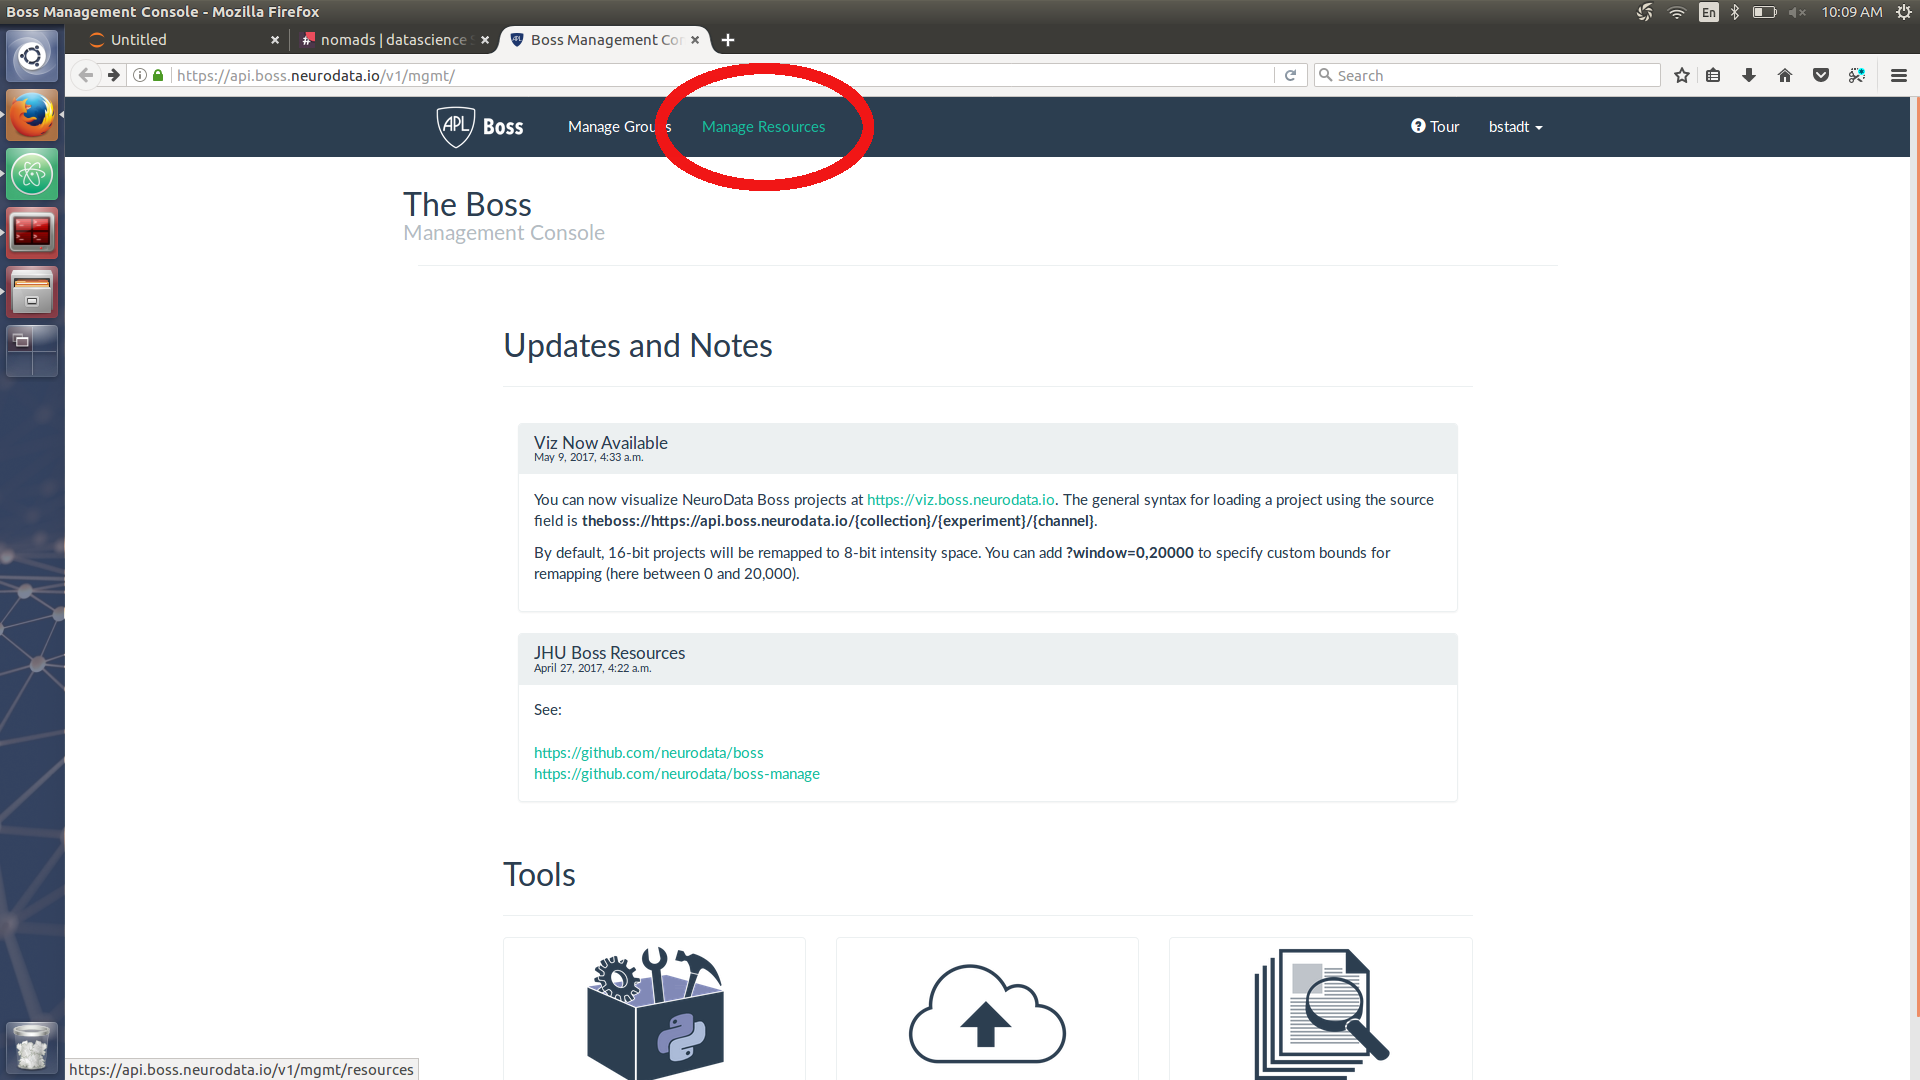 Boss Management Console - Mozilla Firefox
En
10:09 AM
Untitled
nomads | datascience
Boss Management Co
https://api.boss.neurodata.io/v1/mgmt/
Search
APL Boss
Manage Groups
Manage Resources
Tour
bstadt
The Boss
Management Console
Updates and Notes
Viz Now Available
May 9, 2017, 4:33 a.m.
You can now visualize NeuroData Boss projects at https://viz.boss.neurodata.io. The general syntax for loading a project using the source
field is theboss://https://api.boss.neurodata.io/{collection}/{experiment}/{channel}.
By default, 16-bit projects will be remapped to 8-bit intensity space. You can add ?window=0,20000 to specify custom bounds for
remapping (here between 0 and 20,000).
JHU Boss Resources
April 27, 2017, 4:22 a.m.
See:
https://github.com/neurodata/boss
https://github.com/neurodata/boss-manage
Tools
https://api.boss.neurodata.io/v1/mgmt/resources